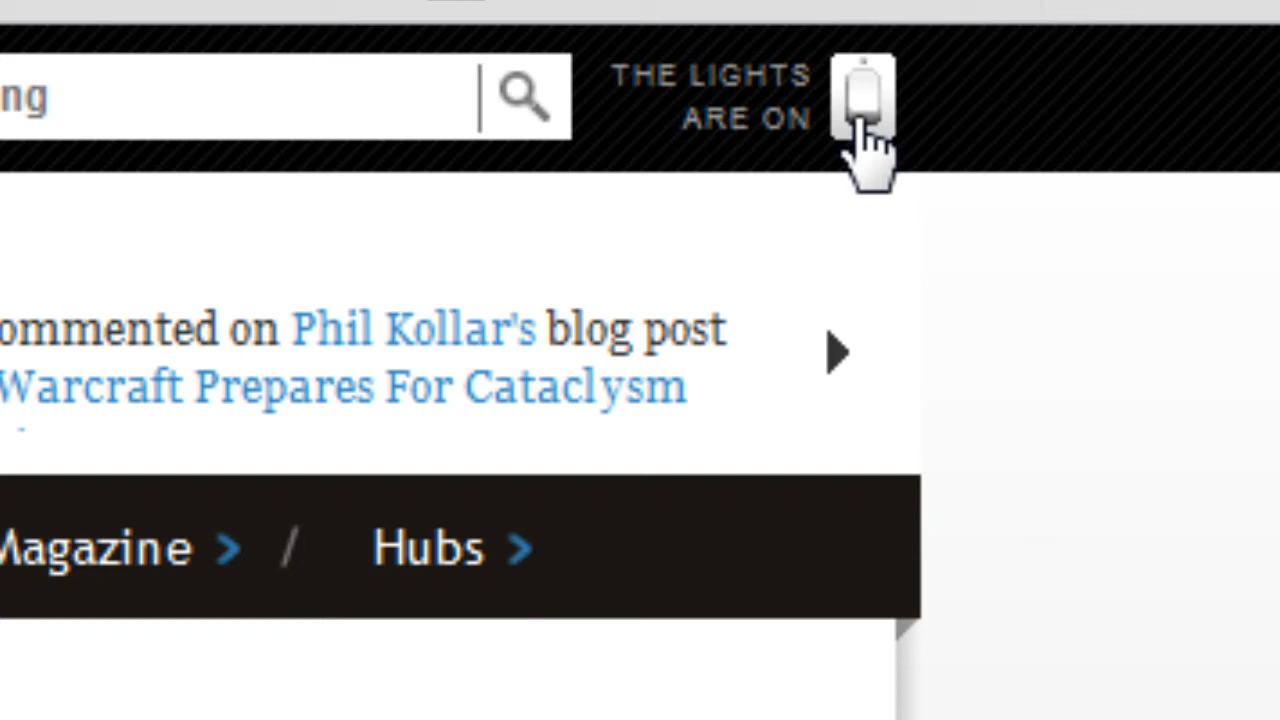 ng
THE LIGHTS
ARE ON
ommented on Phil Kollar's blog post
Warcraft Prepares For Cataclysm
Magazine > / Hubs >